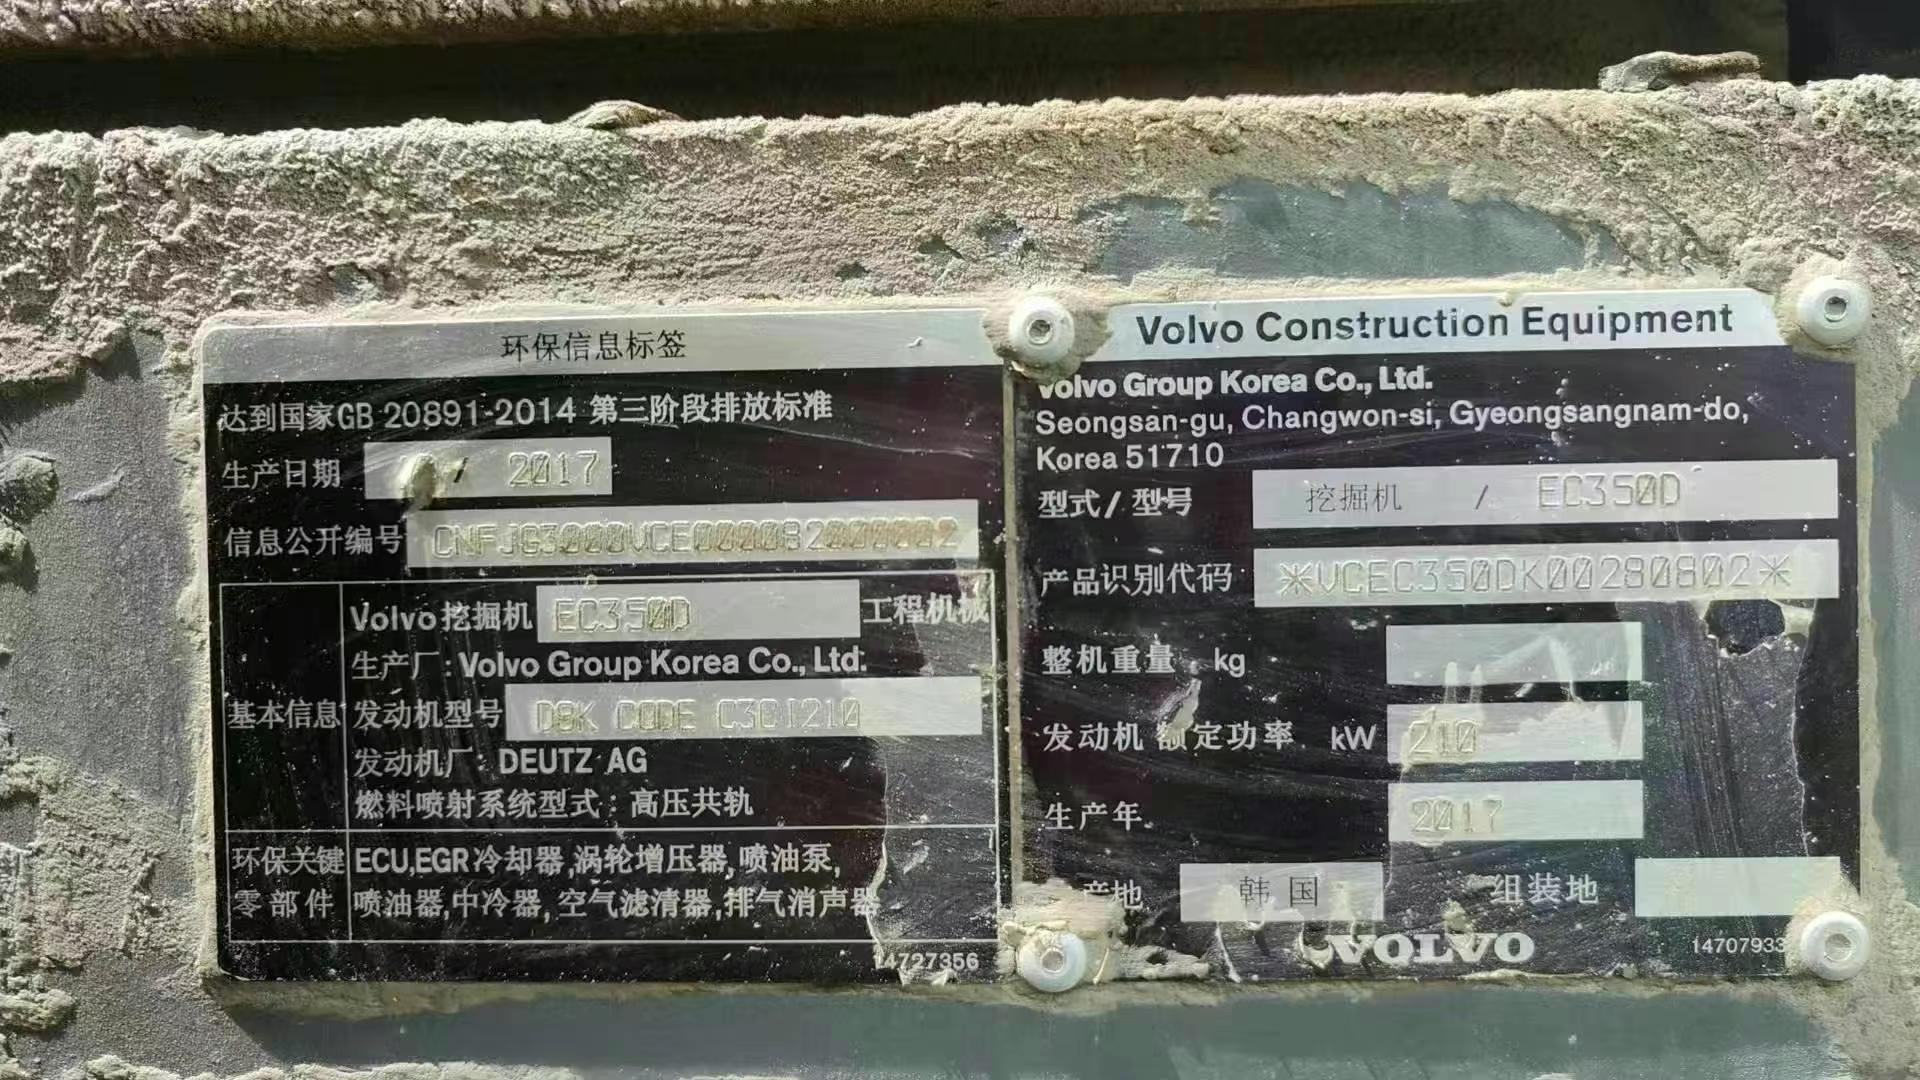 环保信息标签
达到国家GB 20891-2014 第三阶段排放标准
生产日期 / 2017
信息公开编号 CNFJG3000VCE000082000002
Volvo挖掘机 EC350D 工程机械
生产厂: Volvo Group Korea Co., Ltd.
基本信息 发动机型号 D8K CODE C3CI210
发动机厂: DEUTZ AG
燃料喷射系统型式: 高压共轨
环保关键 ECU,EGR冷却器,涡轮增压器,喷油泵,
零部件 喷油器,中冷器,空气滤清器,排气消声器
14727356
Volvo Construction Equipment
Volvo Group Korea Co., Ltd.
Seongsan-gu, Changwon-si, Gyeongsangnam-do,
Korea 51710
型式/型号 挖掘机 / EC350D
产品识别代码 *VCEC350DK00280802*
整机重量 kg
发动机额定功率 kW 210
生产年 2017
产地 韩国 组装地
VOLVO
1470793